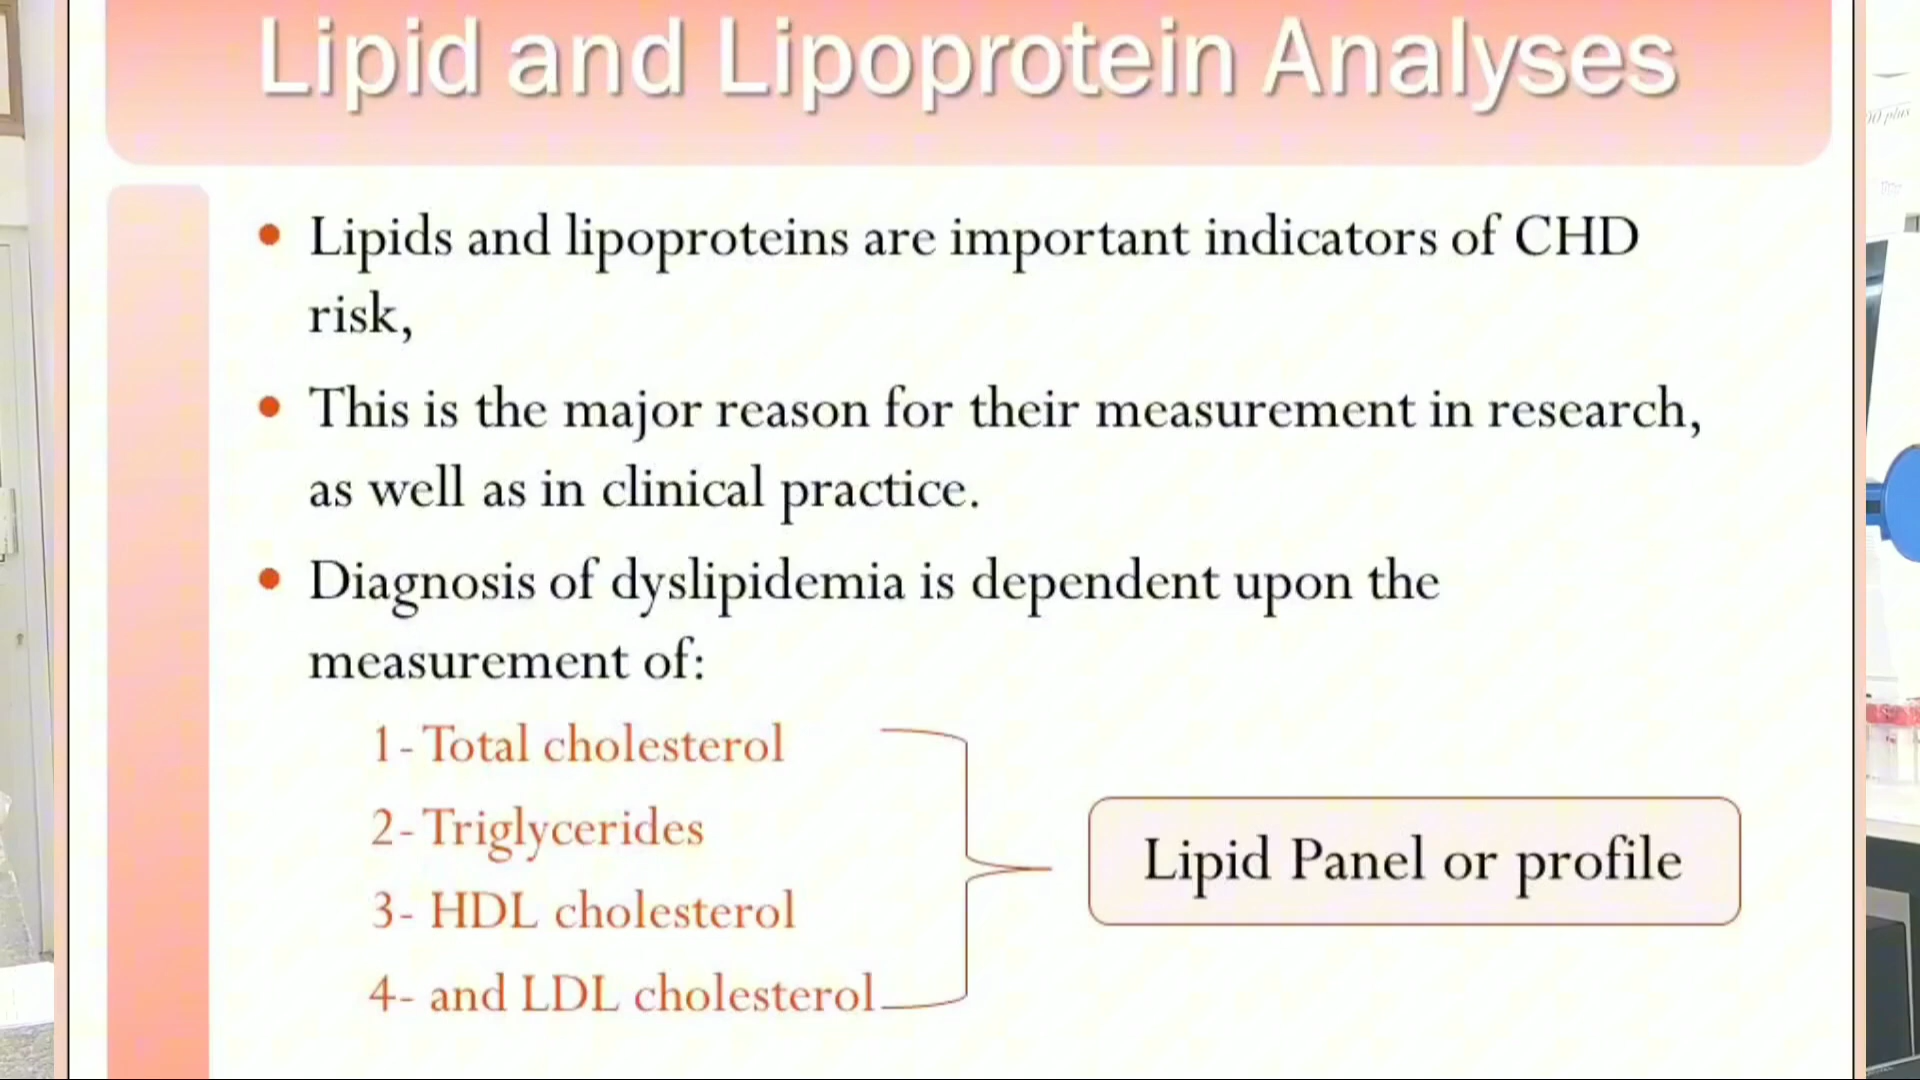 Lipid and Lipoprotein Analyses
• Lipids and lipoproteins are important indicators of CHD
risk,
• This is the major reason for their measurement in research,
as well as in clinical practice.
• Diagnosis of dyslipidemia is dependent upon the
measurement of:
1- Total cholesterol
2- Triglycerides
3- HDL cholesterol
4- and LDL cholesterol
Lipid Panel or profile
plus